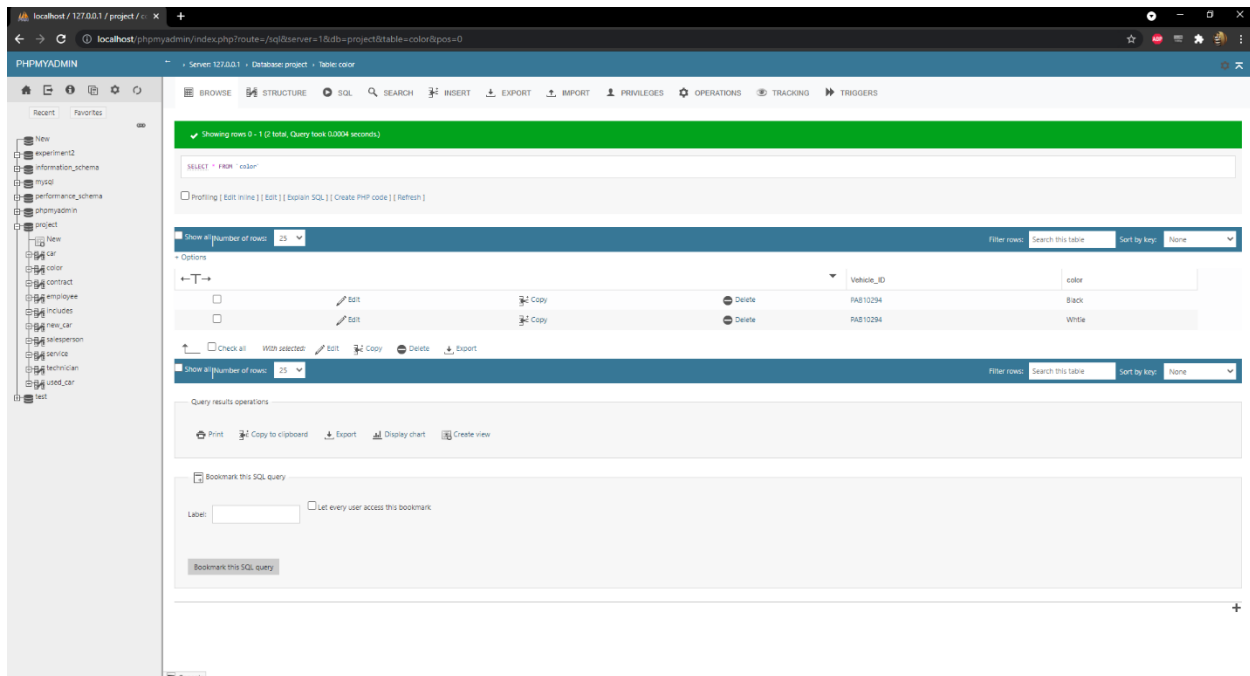 localhost / 127.0.0.1 / project / c
localhost/phpmyadmin/index.php?route=/sql&server=1&db=project&table=color&pos=0
ABP
PHPMYADMIN
Server: 127.0.0.1 › Database: project › Table: color
BROWSE STRUCTURE SQL SEARCH INSERT EXPORT IMPORT PRIVILEGES OPERATIONS TRACKING TRIGGERS
Recent Favorites
New
experiment2
information_schema
mysql
performance_schema
phpmyadmin
project
New
car
color
contract
employee
includes
new_car
salesperson
service
technician
used_car
test
Showing rows 0 - 1 (2 total, Query took 0.0004 seconds.)
SELECT * FROM `color`
Profiling [ Edit inline ] [ Edit ] [ Explain SQL ] [ Create PHP code ] [ Refresh ]
Show all Number of rows: 25 Filter rows: Search this table Sort by key: None
+ Options
←T→ Vehicle_ID color
Edit Copy Delete PAB10294 Black
Edit Copy Delete PAB10294 Whtie
Check all With selected: Edit Copy Delete Export
Show all Number of rows: 25 Filter rows: Search this table Sort by key: None
Query results operations
Print Copy to clipboard Export Display chart Create view
Bookmark this SQL query
Label: Let every user access this bookmark
Bookmark this SQL query